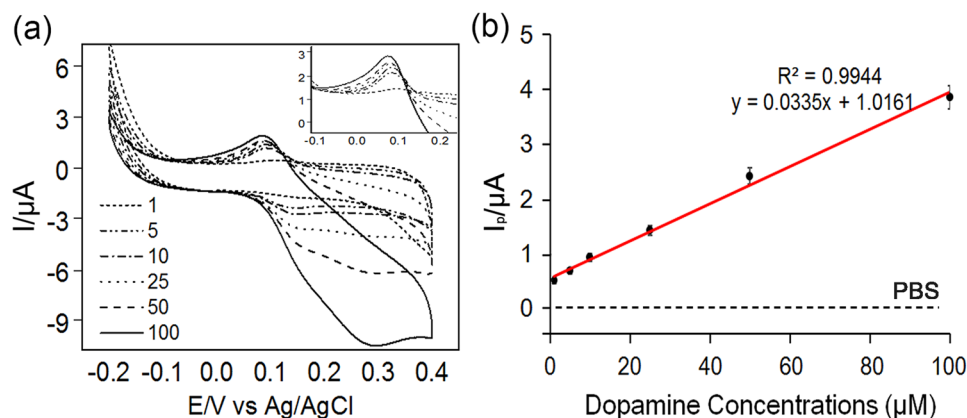 (a)
I/µA
6
3
0
-3
-6
-9
1
5
10
25
50
100
3
2
1
0
-0.1 0.0 0.1 0.2
-0.2 -0.1 0.0 0.1 0.2 0.3 0.4
E/V vs Ag/AgCl
(b)
Ip/µA
5
4
3
2
1
0
R² = 0.9944
y = 0.0335x + 1.0161
PBS
0 20 40 60 80 100
Dopamine Concentrations (µM)